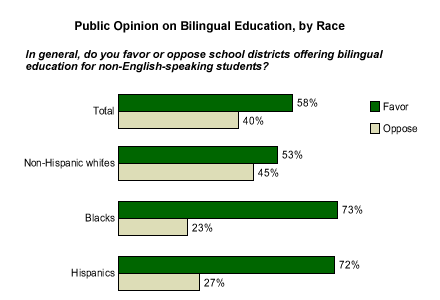 Public Opinion on Bilingual Education, by Race
In general, do you favor or oppose school districts offering bilingual
education for non-English-speaking students?
Total
58%
40%
Favor
Oppose
Non-Hispanic whites
53%
45%
Blacks
73%
23%
Hispanics
72%
27%